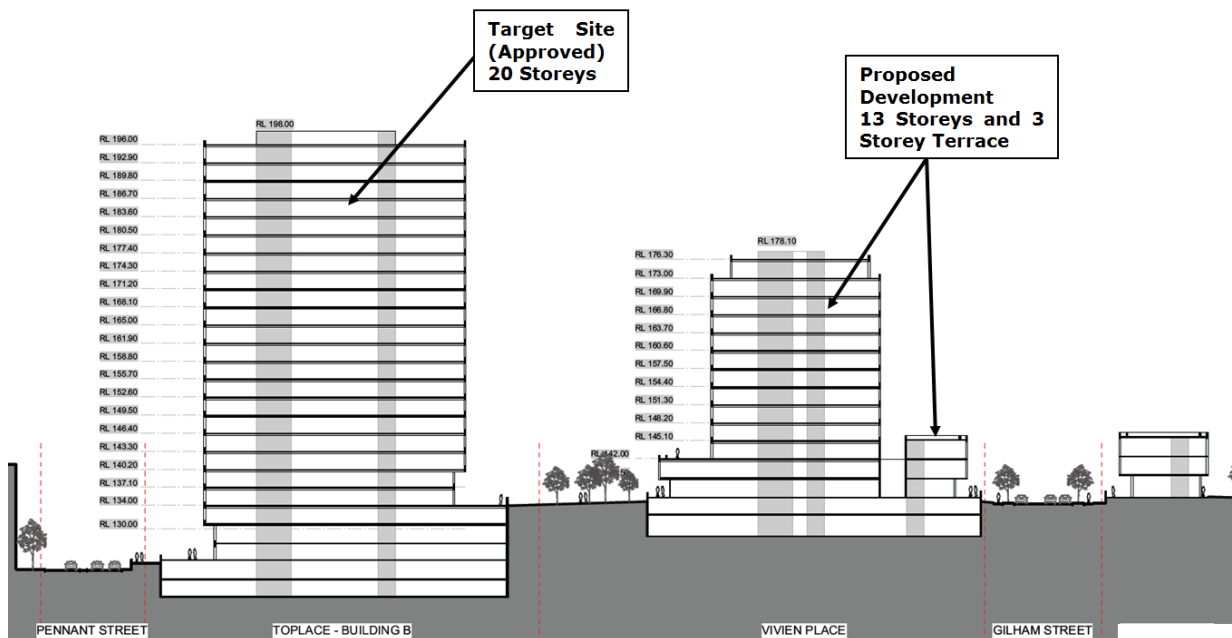 Target Site
(Approved)
20 Storeys
Proposed
Development
13 Storeys and 3
Storey Terrace
RL 198.00
RL 196.00
RL 192.90
RL 189.80
RL 186.70
RL 183.60
RL 180.50
RL 177.40
RL 174.30
RL 171.20
RL 168.10
RL 165.00
RL 161.90
RL 158.80
RL 155.70
RL 152.60
RL 149.50
RL 146.40
RL 143.30
RL 140.20
RL 137.10
RL 134.00
RL 130.00
RL 178.10
RL 176.30
RL 173.00
RL 169.90
RL 166.80
RL 163.70
RL 160.60
RL 157.50
RL 154.40
RL 151.30
RL 148.20
RL 145.10
RL 142.00
PENNANT STREET
TOPLACE - BUILDING B
VIVIEN PLACE
GILHAM STREET